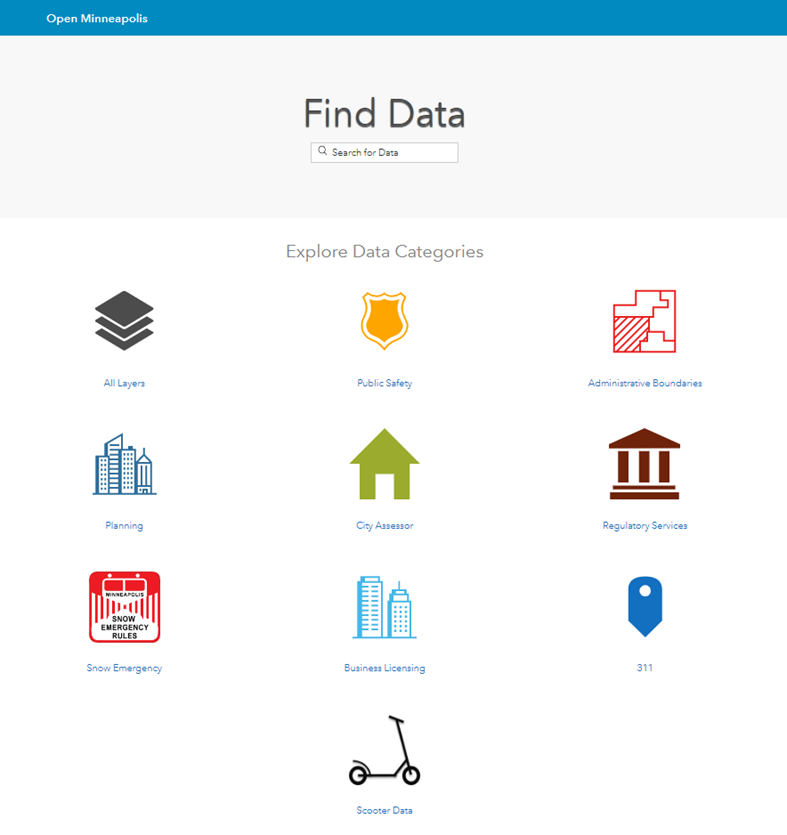 Open Minneapolis
Find Data
Search for Data
Explore Data Categories
All Layers
Public Safety
Administrative Boundaries
Planning
City Assessor
Regulatory Services
MINNEAPOLIS
SNOW
EMERGENCY
RULES
Snow Emergency
Business Licensing
311
Scooter Data